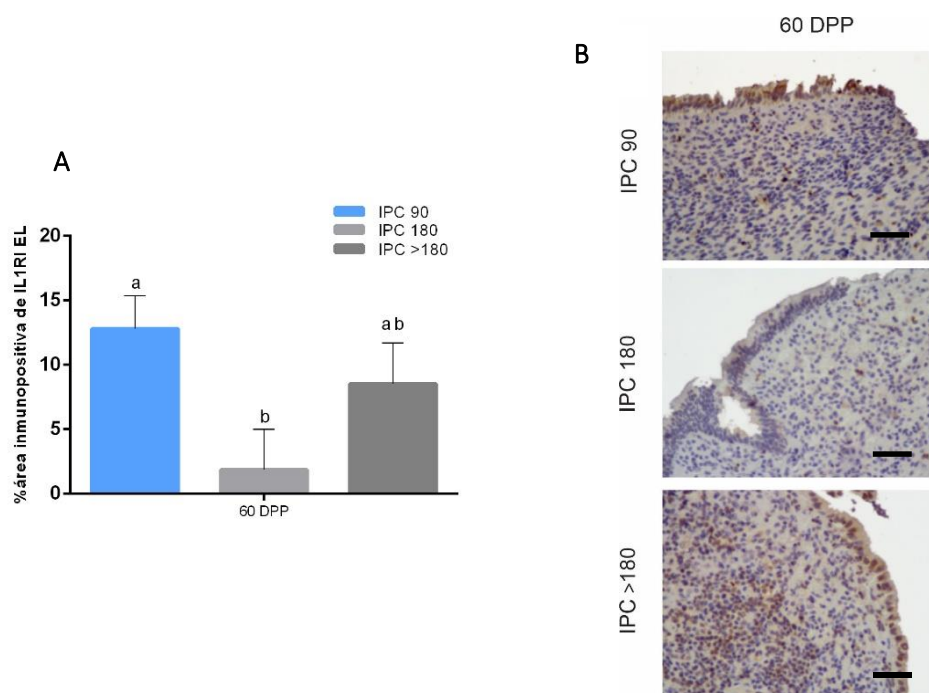 A
IPC 90
IPC 180
IPC >180
%área inmunopositiva de IL1RI EL
20
15
10
5
0
a
b
ab
60 DPP
B
60 DPP
IPC 90
IPC 180
IPC >180